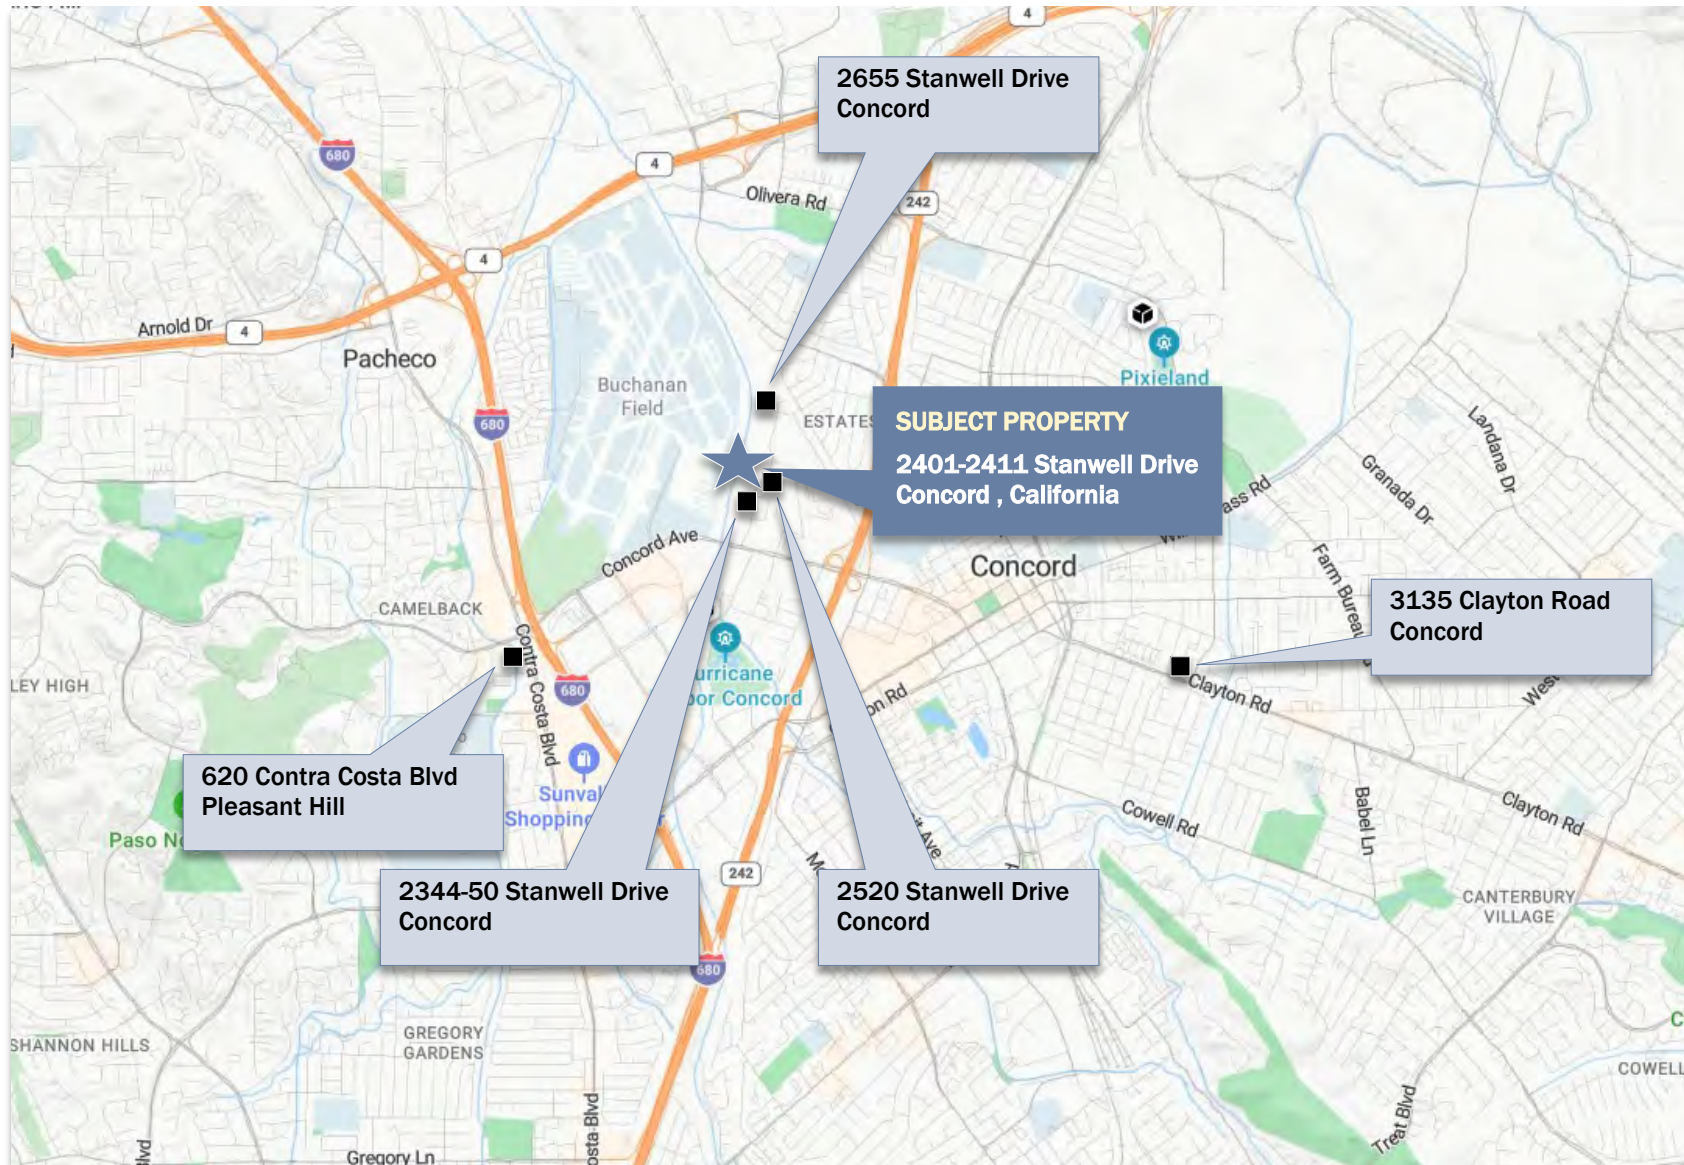 4
2655 Stanwell Drive
Concord
680
4
Olivera Rd
242
4
Arnold Dr
4
Pacheco
Buchanan
Field
Pixieland
680
ESTATES
SUBJECT PROPERTY
2401-2411 Stanwell Drive
Concord , California
Landana Dr
Granada Dr
Concord Ave
Concord
Farm Bureau
3135 Clayton Road
Concord
CAMELBACK
Contra Costa Blvd
LEY HIGH
680
Concord
Clayton Rd
620 Contra Costa Blvd
Pleasant Hill
Shopping
Cowell Rd
Babel Ln
Clayton Rd
242
2344-50 Stanwell Drive
Concord
2520 Stanwell Drive
Concord
CANTERBURY
VILLAGE
680
GREGORY
GARDENS
SHANNON HILLS
COWELL
Treat Blvd
Gregory Ln